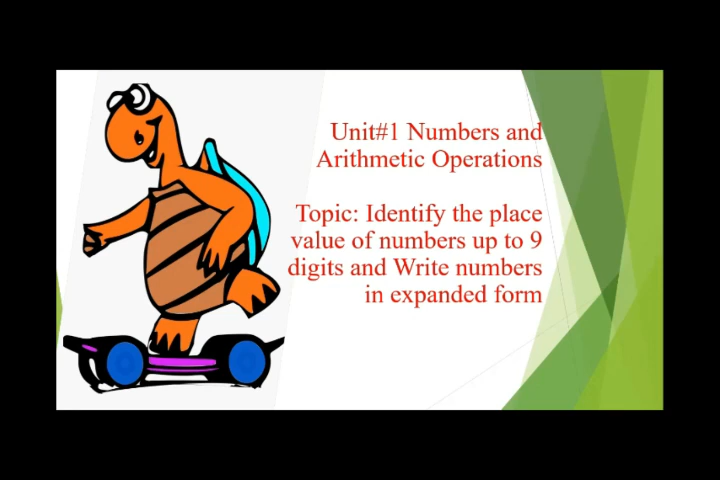 Unit#1 Numbers and
Arithmetic Operations
Topic: Identify the place
value of numbers up to 9
digits and Write numbers
in expanded form